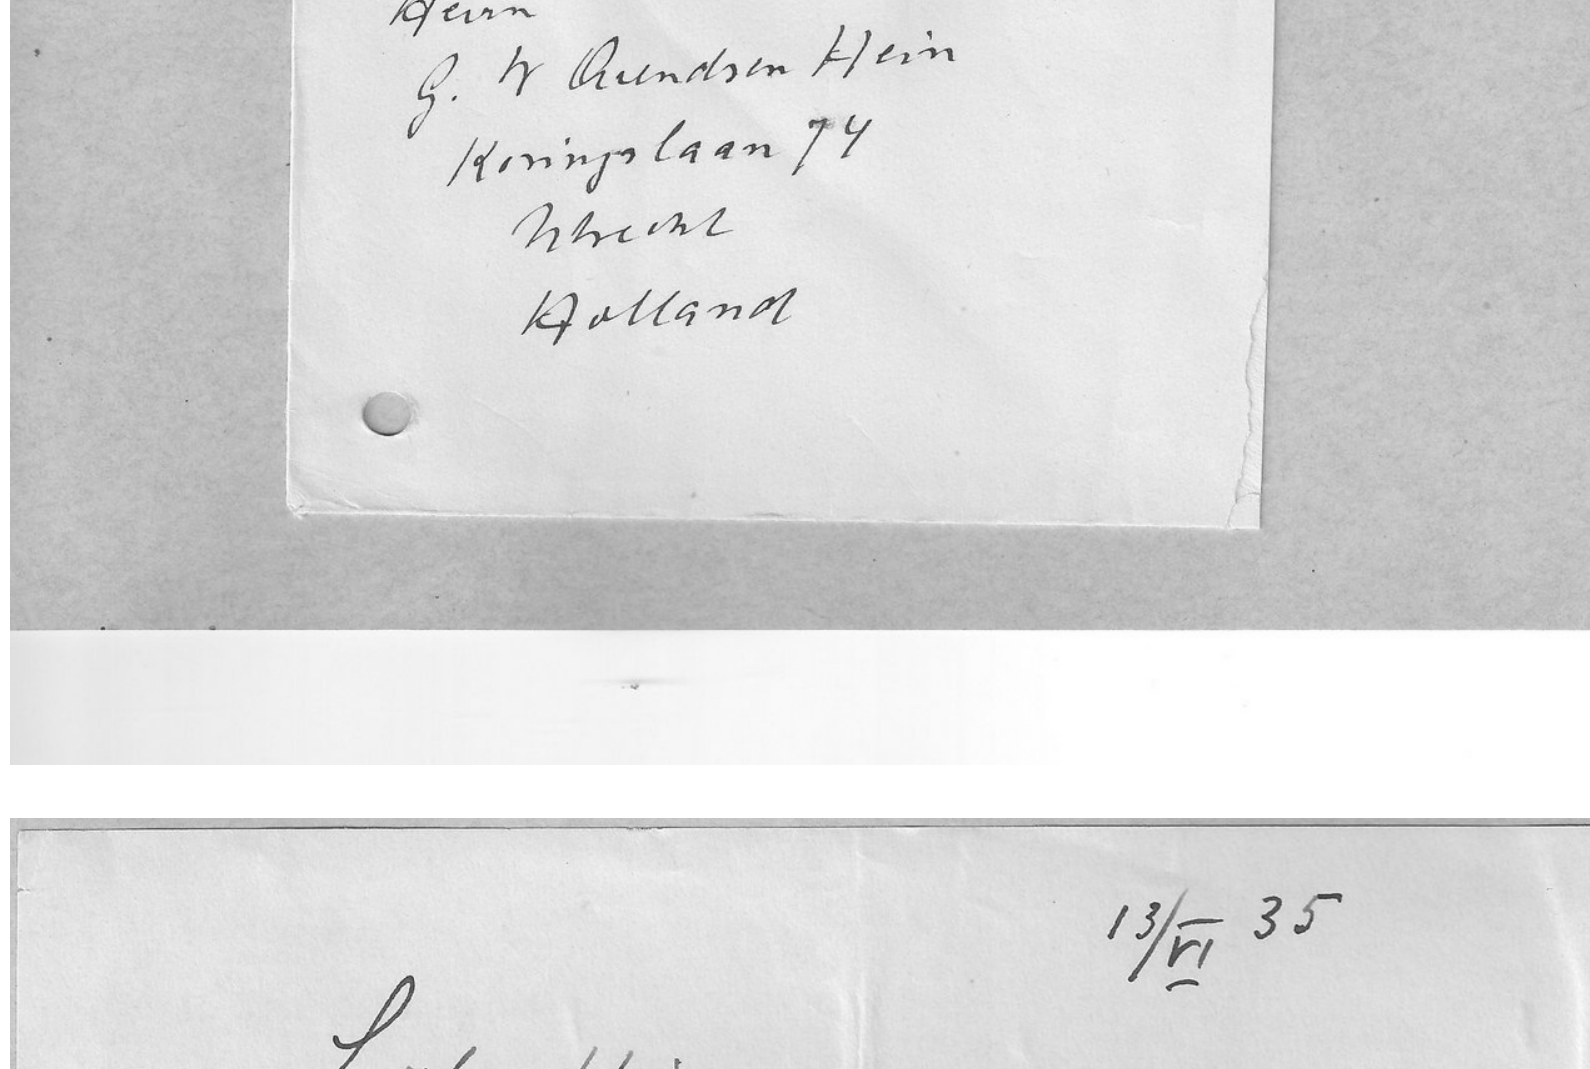 Herrn
G. W Arendsen Hein
Koningslaan 74
Utrecht
Holland
13/VI 35